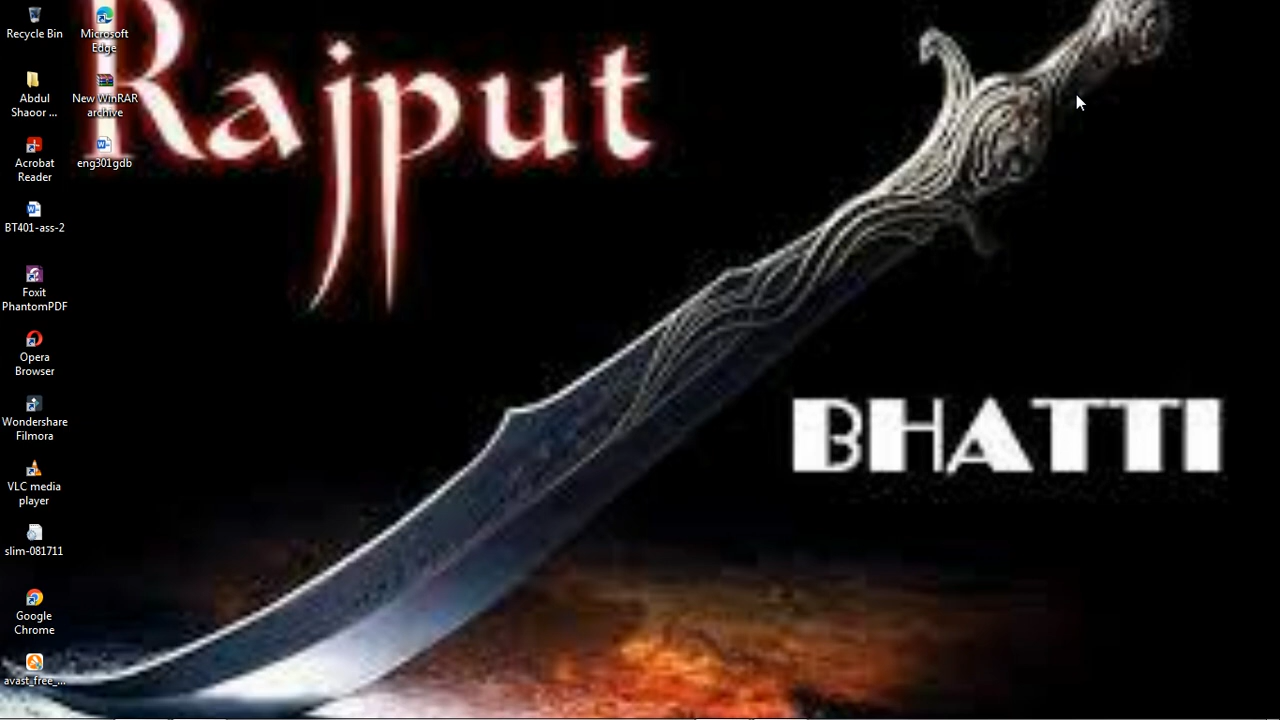 Recycle Bin
Microsoft
Edge
Abdul
Shaoor ...
New WinRAR
archive
Acrobat
Reader
eng301gdb
BT401-ass-2
Foxit
PhantomPDF
Opera
Browser
Wondershare
Filmora
VLC media
player
slim-081711
Google
Chrome
avast_free_...
Rajput
BHATTI